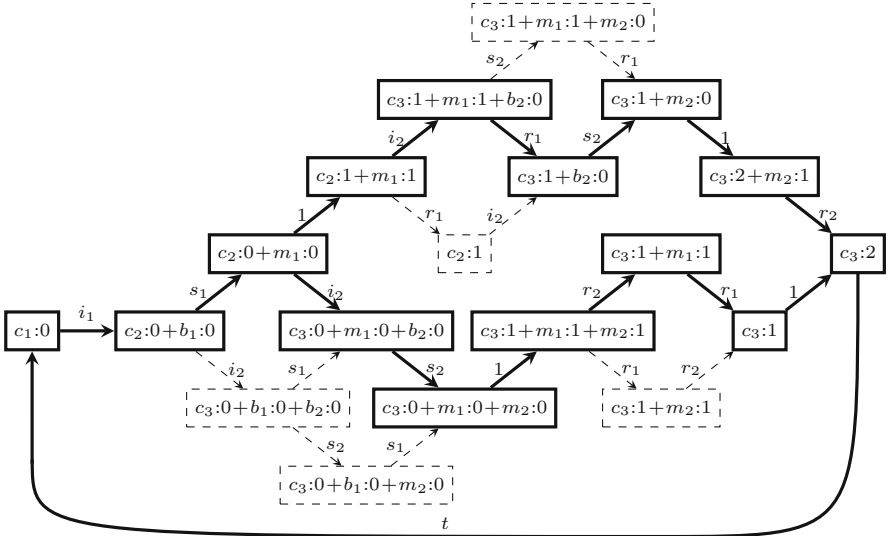 c₃:1+m₁:1+m₂:0
s₂ r₁
c₃:1+m₁:1+b₂:0 c₃:1+m₂:0
i₂ r₁ s₂ 1
c₂:1+m₁:1 c₃:1+b₂:0 c₃:2+m₂:1
1 r₁ i₂ r₂
c₂:0+m₁:0 c₂:1 c₃:1+m₁:1 c₃:2
s₁ i₂ r₂ r₁ 1
i₁
c₁:0 c₂:0+b₁:0 c₃:0+m₁:0+b₂:0 c₃:1+m₁:1+m₂:1 c₃:1
i₂ s₁ s₂ 1 r₁ r₂
c₃:0+b₁:0+b₂:0 c₃:0+m₁:0+m₂:0 c₃:1+m₂:1
s₂ s₁
c₃:0+b₁:0+m₂:0
t